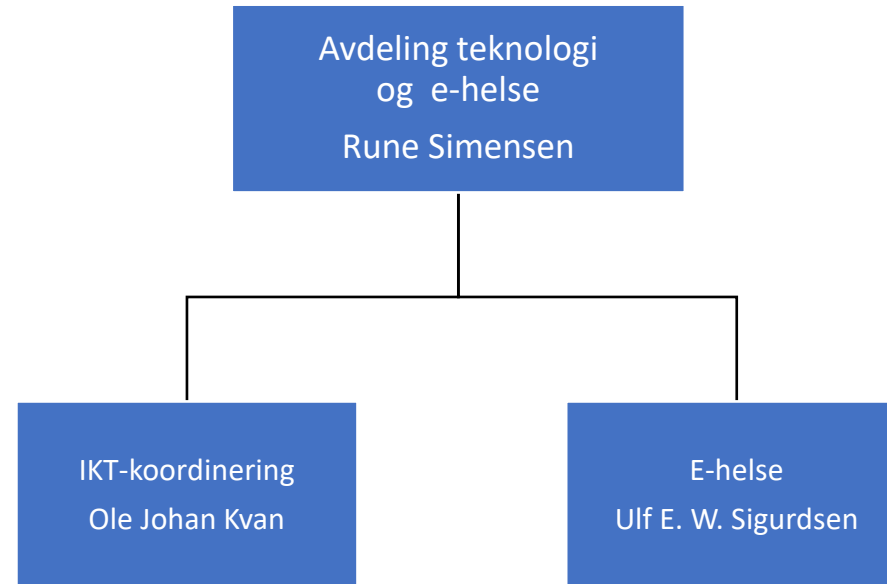 Avdeling teknologi
og e-helse
Rune Simensen
IKT-koordinering
Ole Johan Kvan
E-helse
Ulf E. W. Sigurdsen